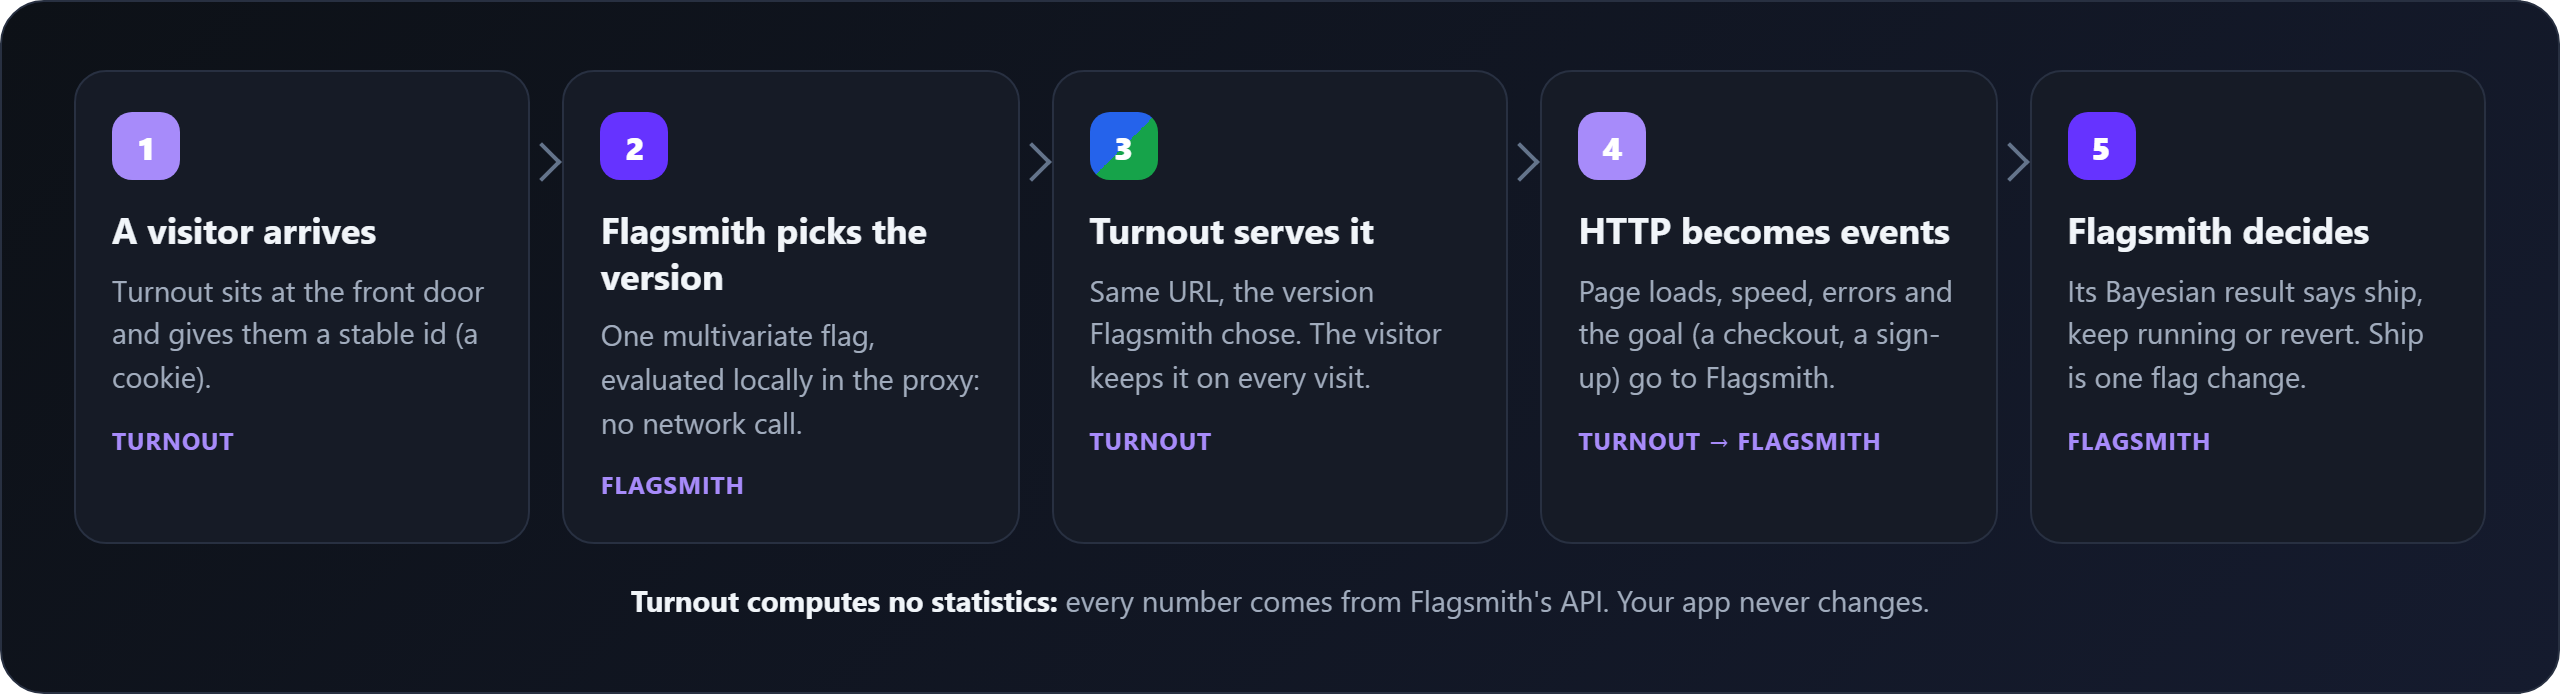 1
A visitor arrives
Turnout sits at the front door
and gives them a stable id (a
cookie).
TURNOUT
2
Flagsmith picks the
version
One multivariate flag,
evaluated locally in the proxy:
no network call.
FLAGSMITH
3
Turnout serves it
Same URL, the version
Flagsmith chose. The visitor
keeps it on every visit.
TURNOUT
4
HTTP becomes events
Page loads, speed, errors and
the goal (a checkout, a sign-
up) go to Flagsmith.
TURNOUT → FLAGSMITH
5
Flagsmith decides
Its Bayesian result says ship,
keep running or revert. Ship
is one flag change.
FLAGSMITH
Turnout computes no statistics: every number comes from Flagsmith's API. Your app never changes.